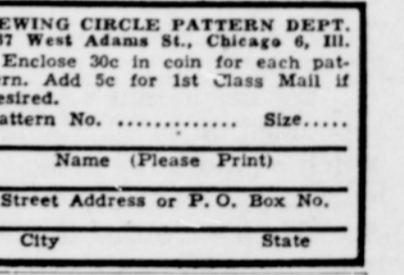 EWING CIRCLE PATTERN DEPT.
67 West Adams St., Chicago 6, Ill.
Enclose 30c in coin for each pat-
rn. Add 5c for 1st Class Mail if
esired.
attern No. ............. Size.....
Name (Please Print)
Street Address or P. O. Box No.
City State